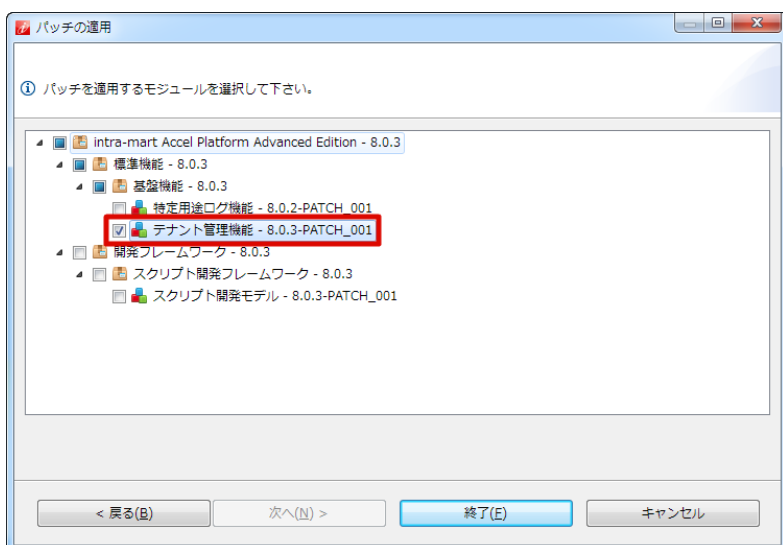 パッチの適用
パッチを適用するモジュールを選択して下さい。
intra-mart Accel Platform Advanced Edition - 8.0.3
標準機能 - 8.0.3
基盤機能 - 8.0.3
特定用途ログ機能 - 8.0.2-PATCH_001
テナント管理機能 - 8.0.3-PATCH_001
開発フレームワーク - 8.0.3
スクリプト開発フレームワーク - 8.0.3
スクリプト開発モデル - 8.0.3-PATCH_001
< 戻る(B) 次へ(N) > 終了(F) キャンセル